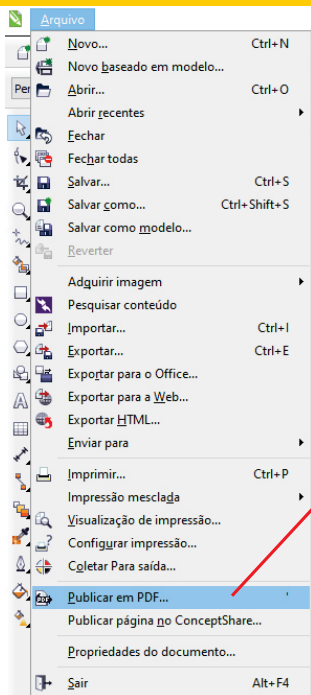 Arquivo
Novo... Ctrl+N
Novo baseado em modelo...
Abrir... Ctrl+O
Abrir recentes
Fechar
Fechar todas
Salvar... Ctrl+S
Salvar como... Ctrl+Shift+S
Salvar como modelo...
Reverter
Adquirir imagem
Pesquisar conteúdo
Importar... Ctrl+I
Exportar... Ctrl+E
Exportar para o Office...
Exportar para a Web...
Exportar HTML...
Enviar para
Imprimir... Ctrl+P
Impressão mesclada
Visualização de impressão...
Configurar impressão...
Coletar Para saída...
Publicar em PDF... '
Publicar página no ConceptShare...
Propriedades do documento...
Sair Alt+F4
Per